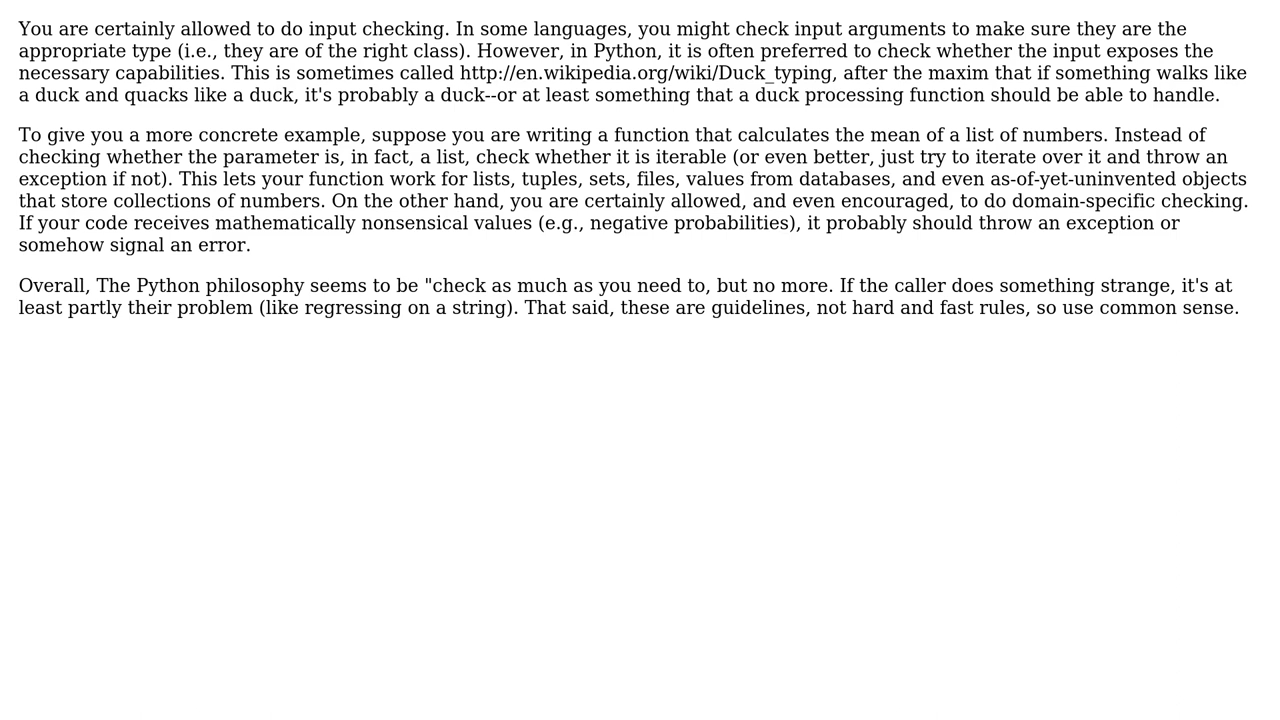 You are certainly allowed to do input checking. In some languages, you might check input arguments to make sure they are the
appropriate type (i.e., they are of the right class). However, in Python, it is often preferred to check whether the input exposes the
necessary capabilities. This is sometimes called http://en.wikipedia.org/wiki/Duck_typing, after the maxim that if something walks like
a duck and quacks like a duck, it's probably a duck--or at least something that a duck processing function should be able to handle.
To give you a more concrete example, suppose you are writing a function that calculates the mean of a list of numbers. Instead of
checking whether the parameter is, in fact, a list, check whether it is iterable (or even better, just try to iterate over it and throw an
exception if not). This lets your function work for lists, tuples, sets, files, values from databases, and even as-of-yet-uninvented objects
that store collections of numbers. On the other hand, you are certainly allowed, and even encouraged, to do domain-specific checking.
If your code receives mathematically nonsensical values (e.g., negative probabilities), it probably should throw an exception or
somehow signal an error.
Overall, The Python philosophy seems to be "check as much as you need to, but no more. If the caller does something strange, it's at
least partly their problem (like regressing on a string). That said, these are guidelines, not hard and fast rules, so use common sense.